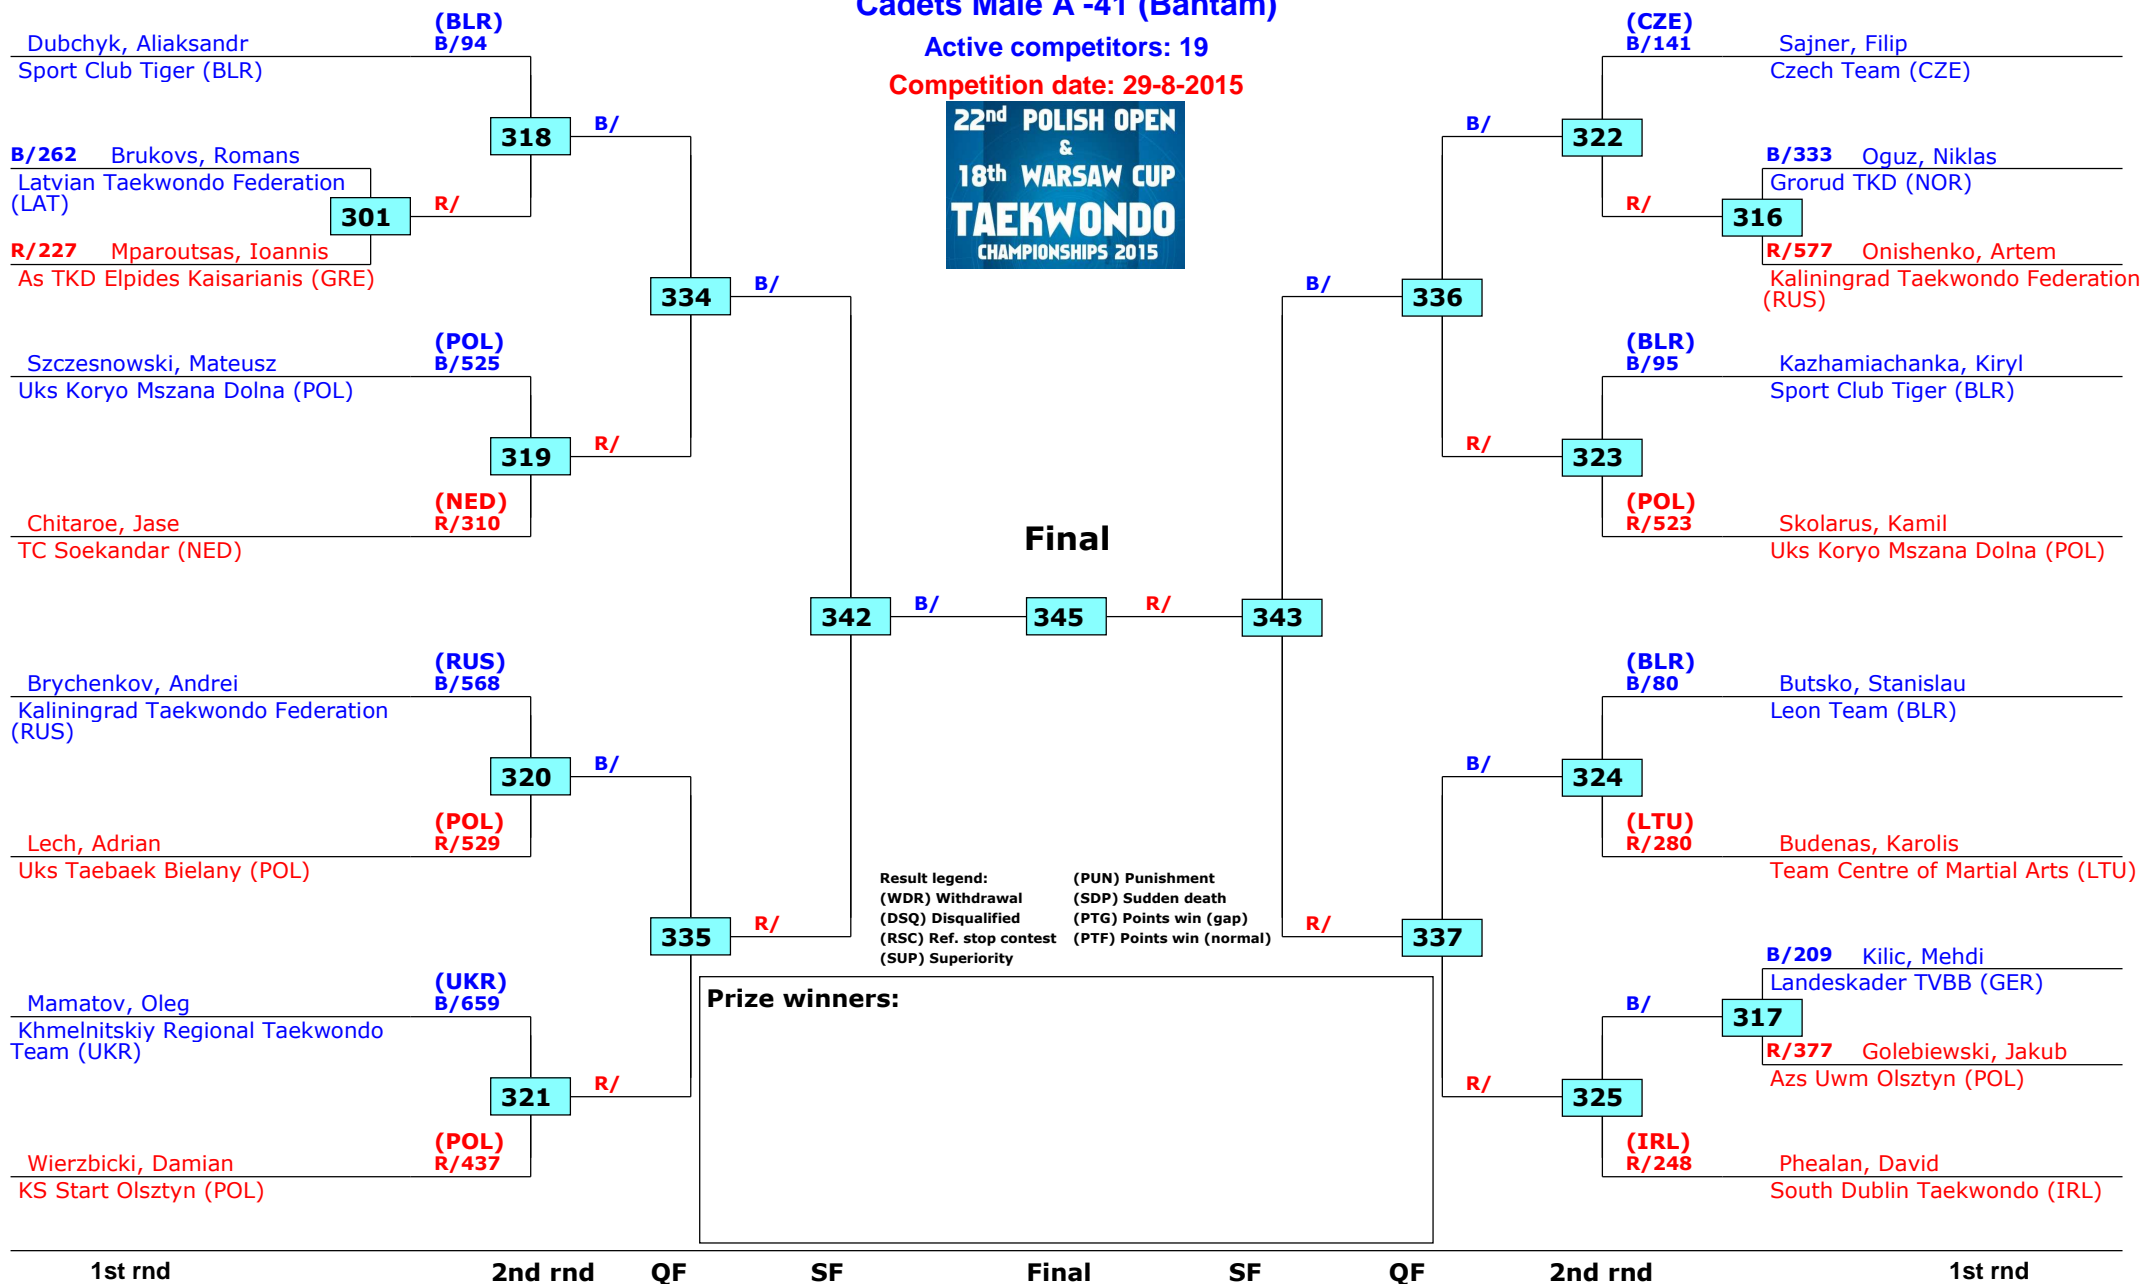 Cadets Male A -41 (Bantam)
Active competitors: 19
Competition date: 29-8-2015
22nd POLISH OPEN
&
18th WARSAW CUP
TAEKWONDO
CHAMPIONSHIPS 2015
(BLR)
Dubchyk, Aliaksandr B/94
Sport Club Tiger (BLR)
318
B/
B/262 Brukovs, Romans
Latvian Taekwondo Federation
(LAT)
301
R/
R/227 Mparoutsas, Ioannis
As TKD Elpides Kaisarianis (GRE)
334
B/
(POL)
Szczesnowski, Mateusz B/525
Uks Koryo Mszana Dolna (POL)
319
R/
(NED)
Chitaroe, Jase R/310
TC Soekandar (NED)
342
B/
(RUS)
Brychenkov, Andrei B/568
Kaliningrad Taekwondo Federation
(RUS)
320
B/
(POL)
Lech, Adrian R/529
Uks Taebaek Bielany (POL)
335
R/
(UKR)
Mamatov, Oleg B/659
Khmelnitskiy Regional Taekwondo
Team (UKR)
321
R/
(POL)
Wierzbicki, Damian R/437
KS Start Olsztyn (POL)
Final
345
R/
343
(CZE)
B/141 Sajner, Filip
Czech Team (CZE)
B/
322
B/333 Oguz, Niklas
Grorud TKD (NOR)
R/
316
R/577 Onishenko, Artem
Kaliningrad Taekwondo Federation
(RUS)
B/
336
(BLR)
B/95 Kazhamiachanka, Kiryl
Sport Club Tiger (BLR)
R/
323
(POL)
R/523 Skolarus, Kamil
Uks Koryo Mszana Dolna (POL)
(BLR)
B/80 Butsko, Stanislau
Leon Team (BLR)
B/
324
(LTU)
R/280 Budenas, Karolis
Team Centre of Martial Arts (LTU)
R/
337
B/209 Kilic, Mehdi
Landeskader TVBB (GER)
B/
317
R/377 Golebiewski, Jakub
Azs Uwm Olsztyn (POL)
R/
325
(IRL)
R/248 Phealan, David
South Dublin Taekwondo (IRL)
Result legend: (PUN) Punishment
(WDR) Withdrawal (SDP) Sudden death
(DSQ) Disqualified (PTG) Points win (gap)
(RSC) Ref. stop contest (PTF) Points win (normal)
(SUP) Superiority
Prize winners:
1st rnd 2nd rnd QF SF Final SF QF 2nd rnd 1st rnd